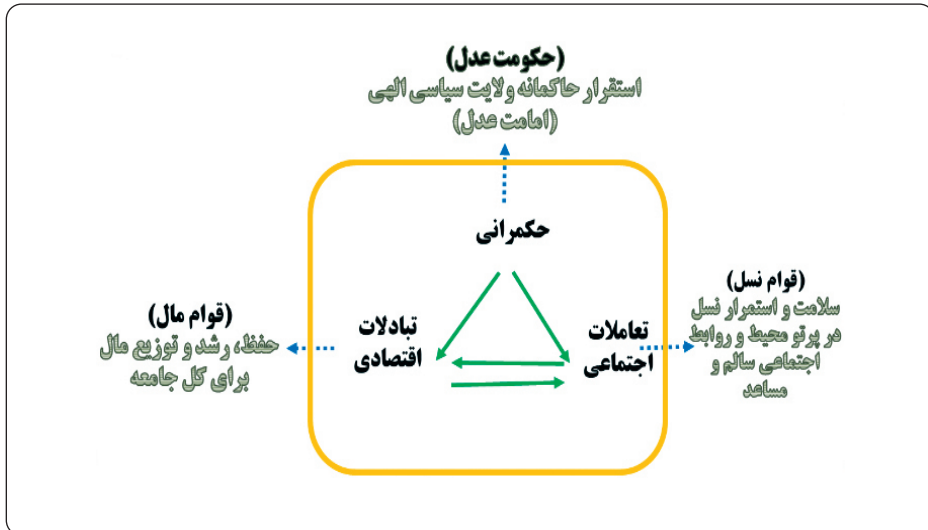 (حکومت عدل)
استقرار حاکمانه ولایت سیاسی الهی
(امامت عدل)
حکمرانی
(قوام نسل)
سلامت و استمرار نسل
در پرتو محیط و روابط
اجتماعی سالم و
مساعد
تعاملات
اجتماعی
تبادلات
اقتصادی
(قوام مال)
حفظ، رشد و توزیع مال
برای کل جامعه